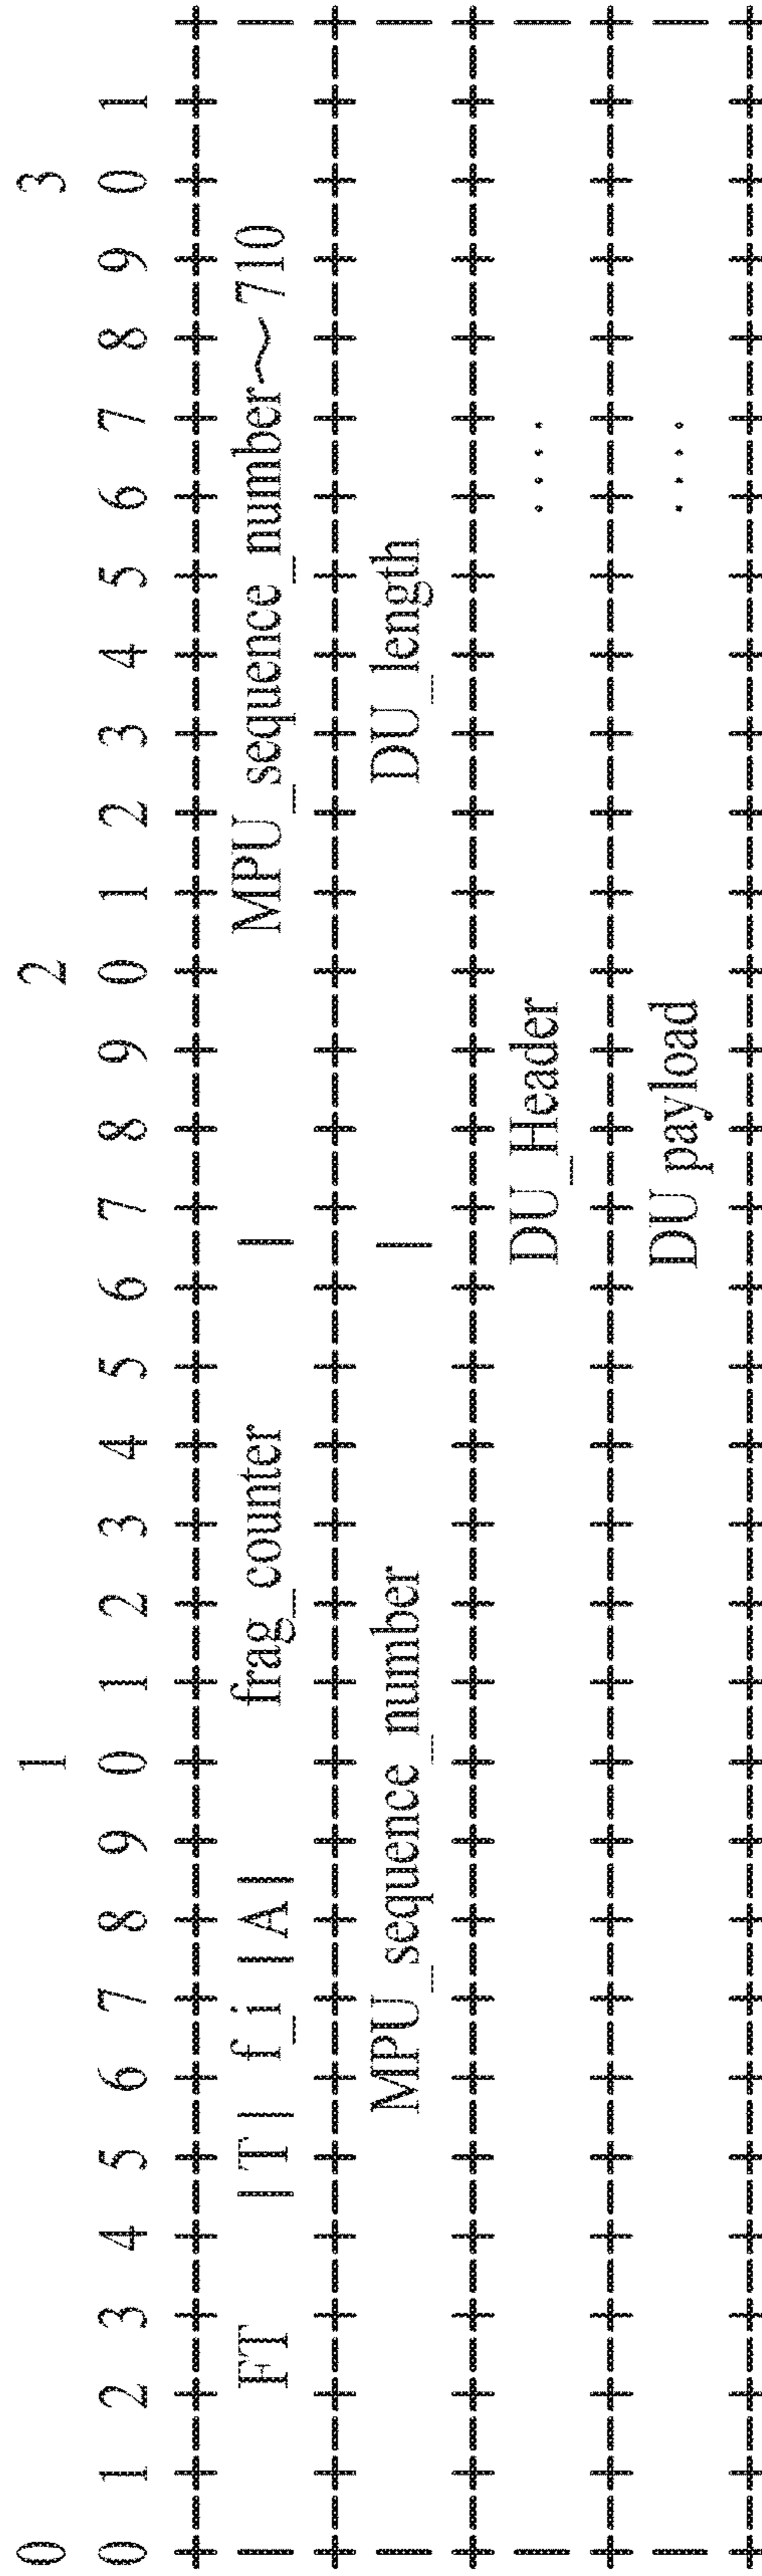 0                   1                   2                   3
0 1 2 3 4 5 6 7 8 9 0 1 2 3 4 5 6 7 8 9 0 1 2 3 4 5 6 7 8 9 0 1
+-+-+-+-+-+-+-+-+-+-+-+-+-+-+-+-+-+-+-+-+-+-+-+-+-+-+-+-+-+-+-+-+
| FT |T| f_i |A| frag_counter | MPU_sequence_number~710 |
+-+-+-+-+-+-+-+-+-+-+-+-+-+-+-+-+-+-+-+-+-+-+-+-+-+-+-+-+-+-+-+-+
| MPU_sequence_number | DU_length |
+-+-+-+-+-+-+-+-+-+-+-+-+-+-+-+-+-+-+-+-+-+-+-+-+-+-+-+-+-+-+-+-+
| DU_Header .... |
+-+-+-+-+-+-+-+-+-+-+-+-+-+-+-+-+-+-+-+-+-+-+-+-+-+-+-+-+-+-+-+-+
| DU payload .... |
+-+-+-+-+-+-+-+-+-+-+-+-+-+-+-+-+-+-+-+-+-+-+-+-+-+-+-+-+-+-+-+-+